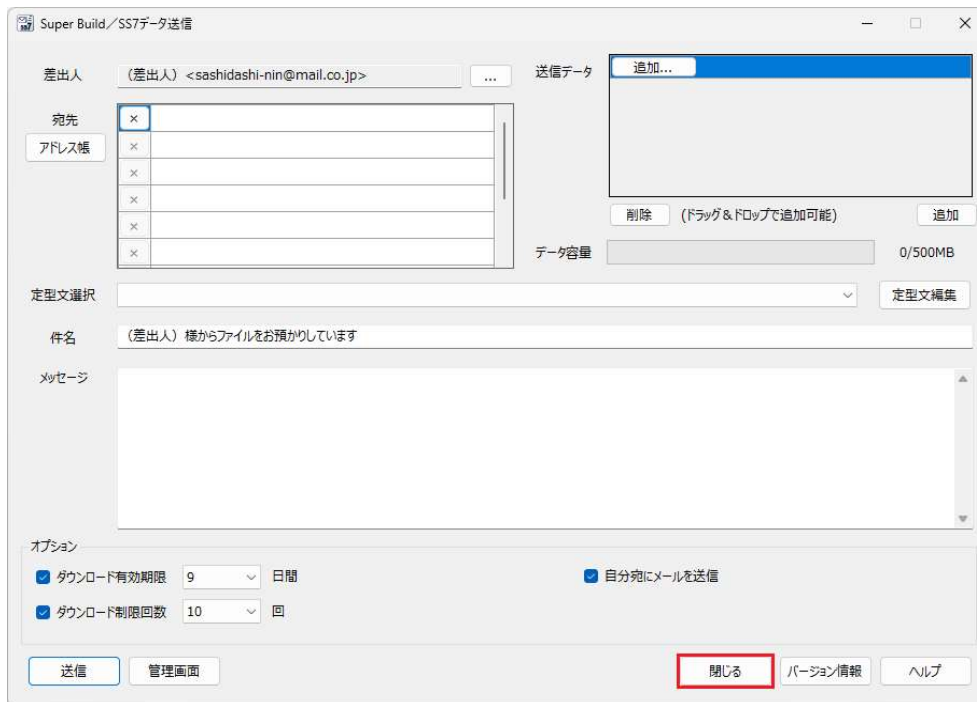 Super Build／SS7データ送信
差出人 （差出人）<sashidashi-nin@mail.co.jp> ...
送信データ 追加...
宛先
アドレス帳
削除 (ドラッグ＆ドロップで追加可能) 追加
データ容量 0/500MB
定型文選択 定型文編集
件名 （差出人）様からファイルをお預かりしています
メッセージ
オプション
ダウンロード有効期限 9 日間 自分宛にメールを送信
ダウンロード制限回数 10 回
送信 管理画面 閉じる バージョン情報 ヘルプ